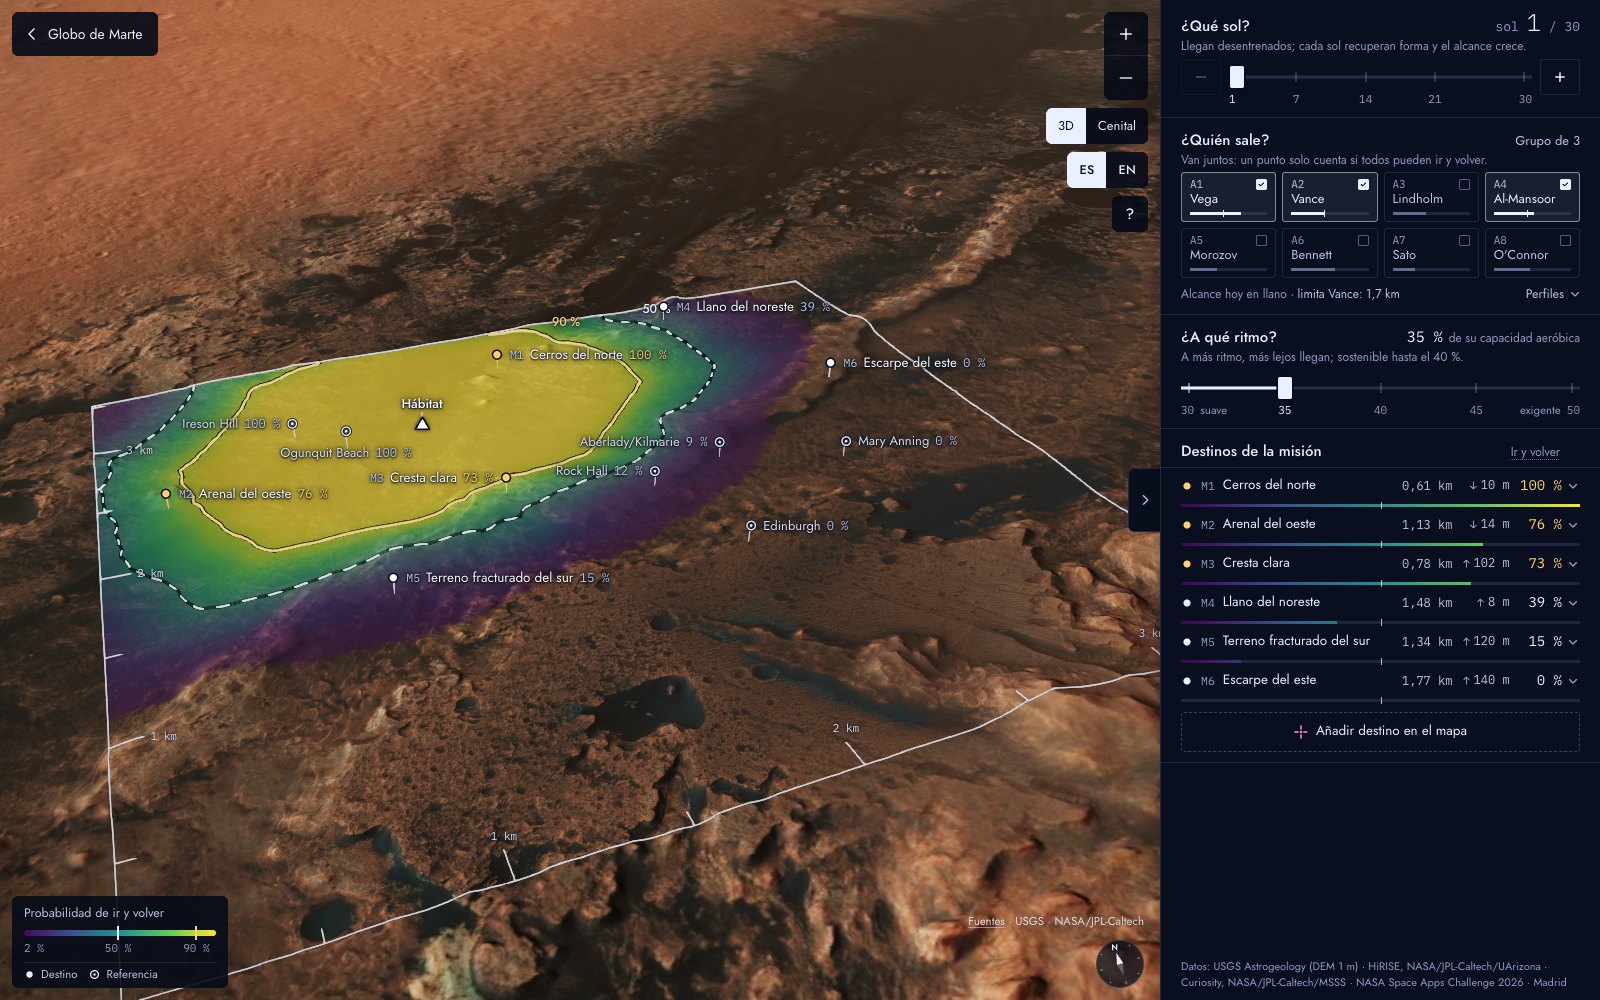 Globo de Marte
+
−
3D Cenital
ES EN
?
50 %
M4 Llano del noreste 39 %
90 %
M1 Cerros del norte 100 %
M6 Escarpe del este 0 %
Hábitat
Ireson Hill 100 %
Ogunquit Beach 100 %
Aberlady/Kilmarie 9 %
Mary Anning 0 %
3 km
M3 Cresta clara 73 %
Rock Hall 12 %
M2 Arenal del oeste 76 %
Edinburgh 0 %
2 km
M5 Terreno fracturado del sur 15 %
3 km
1 km
2 km
1 km
Probabilidad de ir y volver
2 % 50 % 90 %
Destino Referencia
Fuentes · USGS · NASA/JPL-Caltech
N
¿Qué sol? sol 1 / 30
Llegan desentrenados; cada sol recuperan forma y el alcance crece.
− +
1 7 14 21 30
¿Quién sale? Grupo de 3
Van juntos: un punto solo cuenta si todos pueden ir y volver.
A1 A2 A3 A4
Vega Vance Lindholm Al-Mansoor
A5 A6 A7 A8
Morozov Bennett Sato O'Connor
Alcance hoy en llano · limita Vance: 1,7 km Perfiles
¿A qué ritmo? 35 % de su capacidad aeróbica
A más ritmo, más lejos llegan; sostenible hasta el 40 %.
30 suave 35 40 45 exigente 50
Destinos de la misión Ir y volver
M1 Cerros del norte 0,61 km ↓10 m 100 %
M2 Arenal del oeste 1,13 km ↓14 m 76 %
M3 Cresta clara 0,78 km ↑102 m 73 %
M4 Llano del noreste 1,48 km ↑8 m 39 %
M5 Terreno fracturado del sur 1,34 km ↑120 m 15 %
M6 Escarpe del este 1,77 km ↑140 m 0 %
Añadir destino en el mapa
Datos: USGS Astrogeology (DEM 1 m) · HiRISE, NASA/JPL-Caltech/UArizona ·
Curiosity, NASA/JPL-Caltech/MSSS · NASA Space Apps Challenge 2026 · Madrid